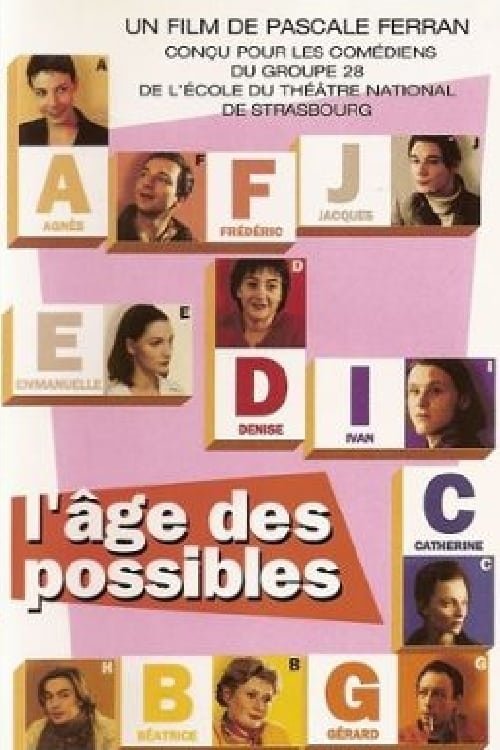 UN FILM DE PASCALE FERRAN
CONÇU POUR LES COMÉDIENS
DU GROUPE 28
DE L'ÉCOLE DU THÉÂTRE NATIONAL
DE STRASBOURG
A
A
AGNÈS
F
F
FRÉDÉRIC
J
JACQUES
J
E
EMMANUELLE
E
D
D
DENISE
I
IVAN
I
C
CATHERINE
C
l'âge des
possibles
H
B
BÉATRICE
B
G
GÉRARD
G